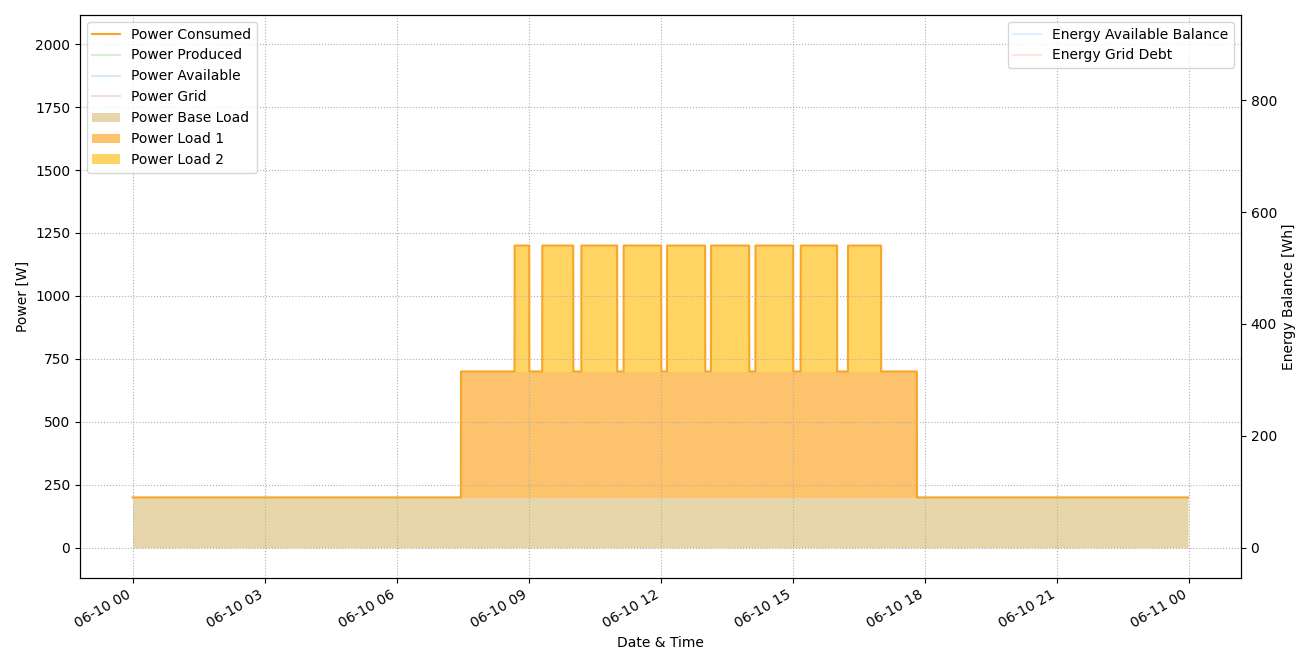 Power Consumed
Power Produced
Power Available
Power Grid
Power Base Load
Power Load 1
Power Load 2
Energy Available Balance
Energy Grid Debt
2000
1750
1500
1250
1000
750
500
250
0
Power [W]
800
600
400
200
0
Energy Balance [Wh]
06-10 00
06-10 03
06-10 06
06-10 09
06-10 12
06-10 15
06-10 18
06-10 21
06-11 00
Date & Time